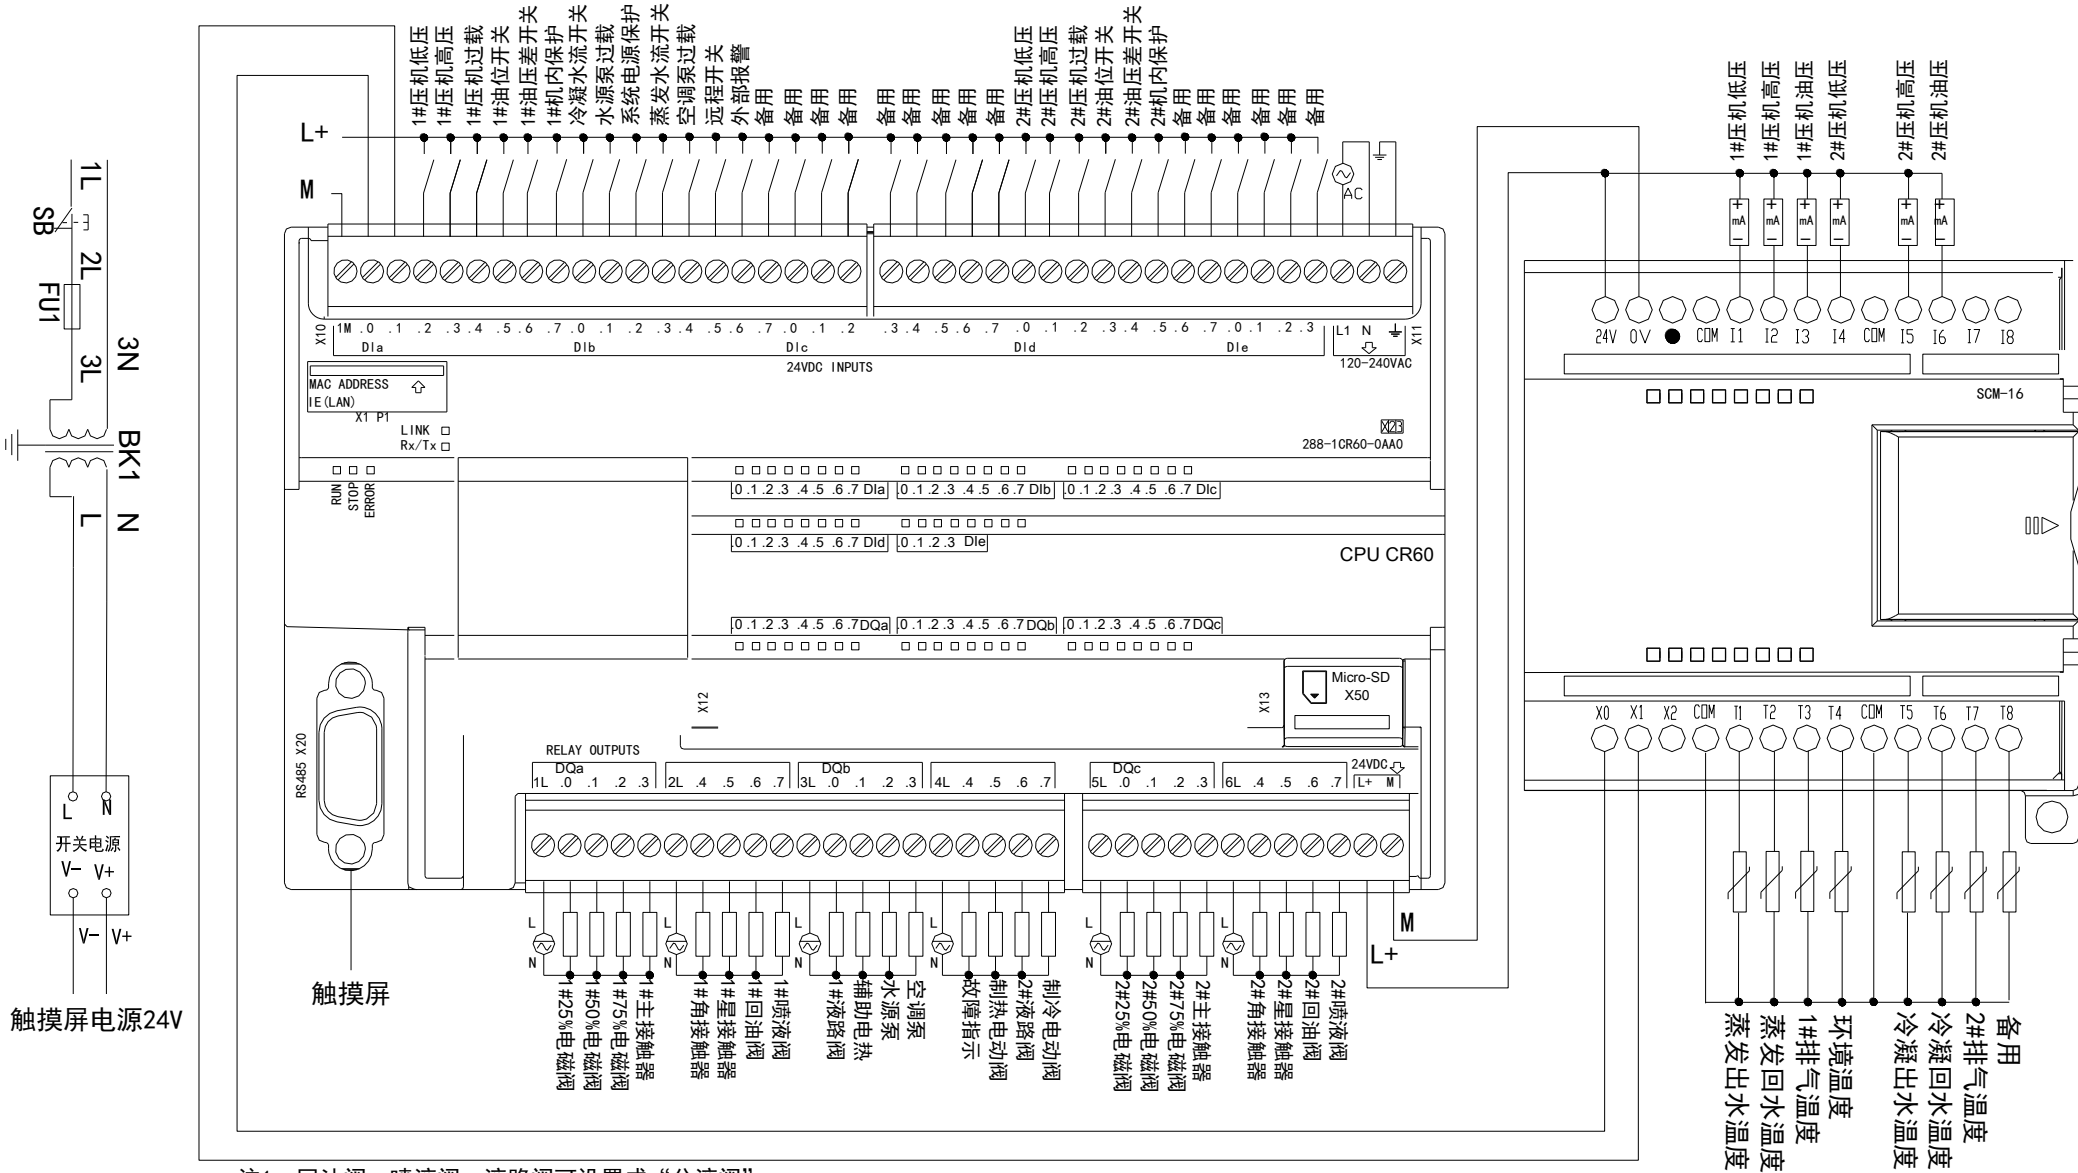 1#压机低压
1#压机高压
1#压机过载
1#油位开关
1#油压差开关
1#机内保护
冷凝水流开关
水源泵过载
系统电源保护
蒸发水流开关
空调泵过载
远程开关
外部报警
备用
备用
备用
备用
备用
备用
备用
备用
备用
2#压机低压
2#压机高压
2#压机过载
2#油位开关
2#油压差开关
2#机内保护
备用
备用
备用
备用
备用
备用
L+
M
AC
1#压机低压
1#压机高压
1#压机油压
2#压机低压
2#压机高压
2#压机油压
+ mA − + mA − + mA − + mA − + mA − + mA −
1L
SB
2L
FU1
3L
3N
BK1
L
N
L N
开关电源
V− V+
V− V+
触摸屏电源24V
X10
1M .0 .1 .2 .3 .4 .5 .6 .7 .0 .1 .2 .3 .4 .5 .6 .7 .0 .1 .2 .3 .4 .5 .6 .7 .0 .1 .2 .3 .4 .5 .6 .7 .0 .1 .2 .3 L1 N
X11
DIa DIb DIc DId DIe
24VDC INPUTS
120-240VAC
MAC ADDRESS
IE(LAN)
X1 P1
LINK
Rx/Tx
X23
288-1CR60-0AA0
RUN
STOP
ERROR
.0 .1 .2 .3 .4 .5 .6 .7 DIa .0 .1 .2 .3 .4 .5 .6 .7 DIb .0 .1 .2 .3 .4 .5 .6 .7 DIc
.0 .1 .2 .3 .4 .5 .6 .7 DId .0 .1 .2 .3 DIe
CPU CR60
.0 .1 .2 .3 .4 .5 .6 .7 DQa .0 .1 .2 .3 .4 .5 .6 .7 DQb .0 .1 .2 .3 .4 .5 .6 .7 DQc
Micro-SD
X50
X12
X13
RS485 X20
RELAY OUTPUTS
DQa DQb DQc 24VDC
1L .0 .1 .2 .3 2L .4 .5 .6 .7 3L .0 .1 .2 .3 4L .4 .5 .6 .7 5L .0 .1 .2 .3 6L .4 .5 .6 .7 L+ M
L L L L L L
N N N N N N
M
L+
触摸屏
1#25%电磁阀
1#50%电磁阀
1#75%电磁阀
1#主接触器
1#角接触器
1#星接触器
1#回油阀
1#喷液阀
1#液路阀
辅助电热
水源泵
空调泵
故障指示
制热电动阀
2#液路阀
制冷电动阀
2#25%电磁阀
2#50%电磁阀
2#75%电磁阀
2#主接触器
2#角接触器
2#星接触器
2#回油阀
2#喷液阀
24V 0V ● COM I1 I2 I3 I4 COM I5 I6 I7 I8
SCM-16
X0 X1 X2 COM T1 T2 T3 T4 COM T5 T6 T7 T8
蒸发出水温度
蒸发回水温度
1#排气温度
环境温度
冷凝出水温度
冷凝回水温度
2#排气温度
备用